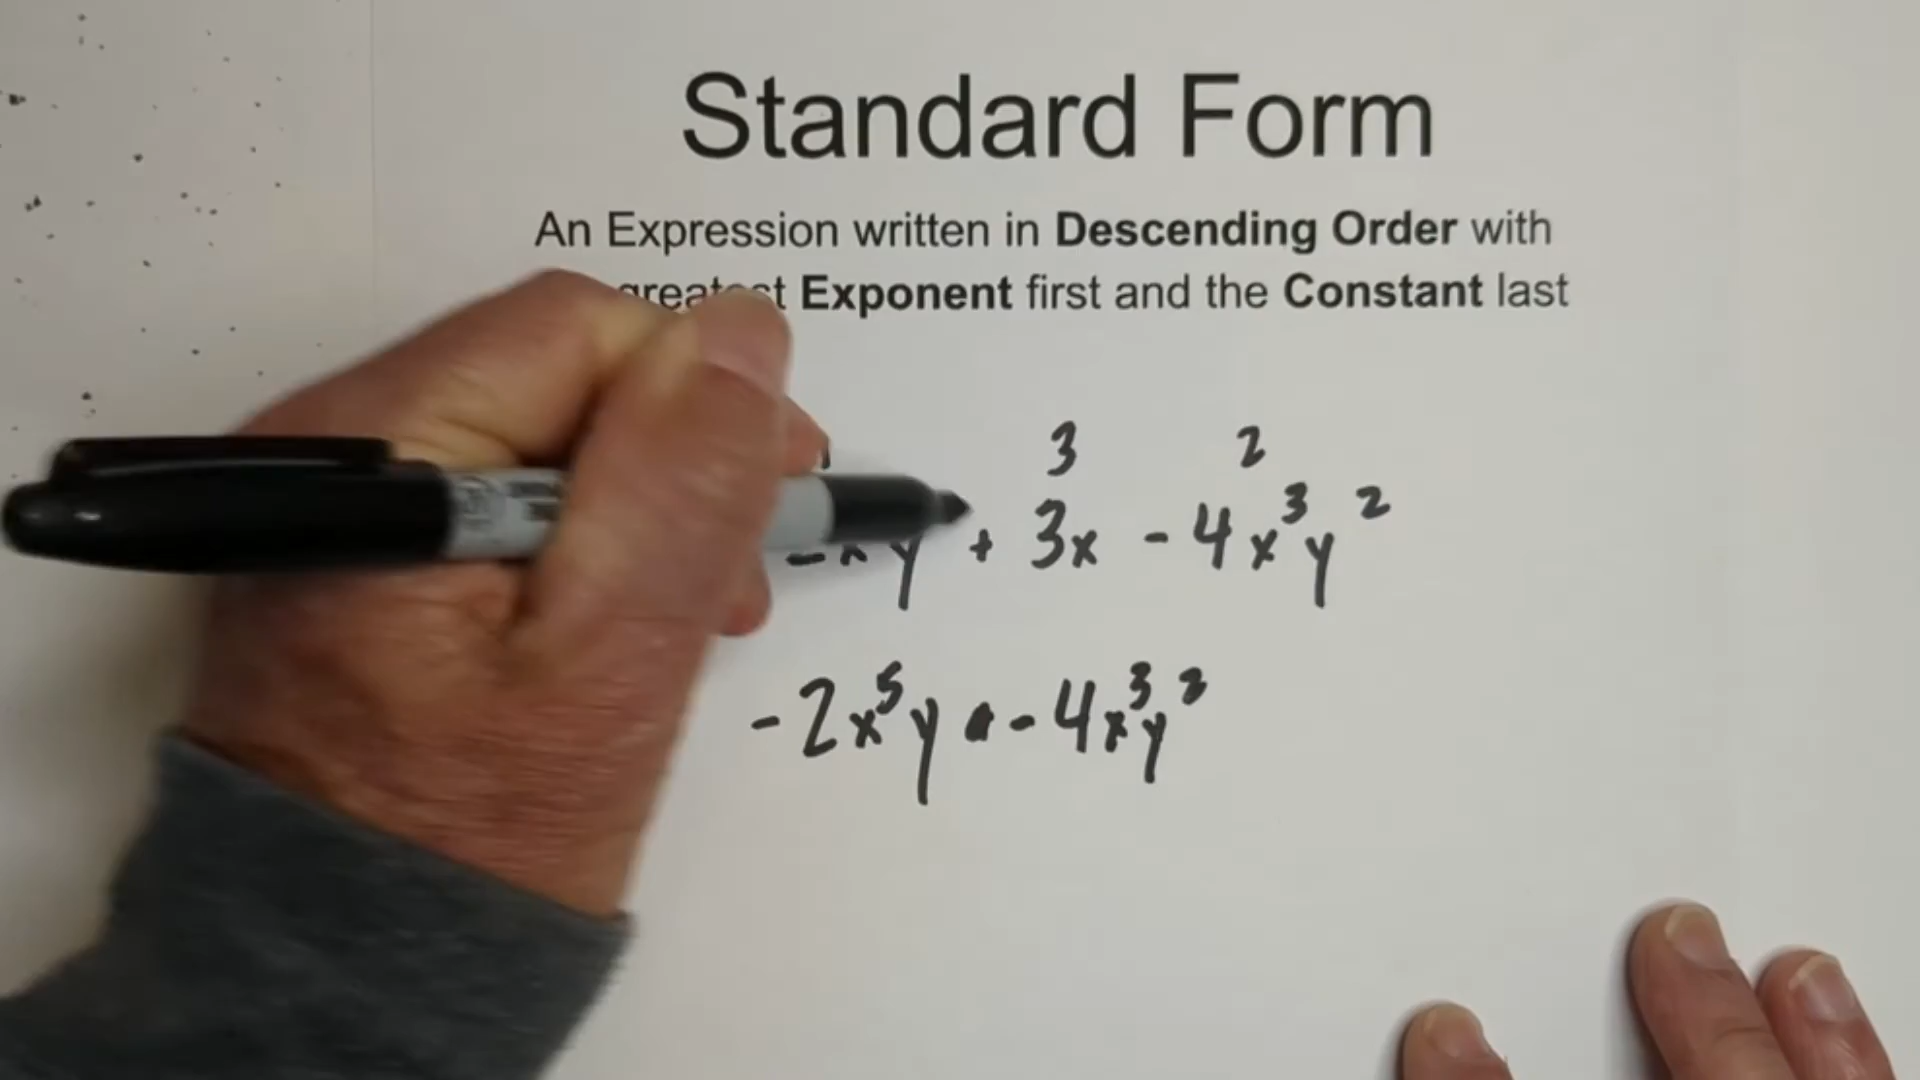 Standard Form
An Expression written in Descending Order with
greatest Exponent first and the Constant last
3 2
y + 3x - 4x³y²
-2x⁵y - 4x³y²